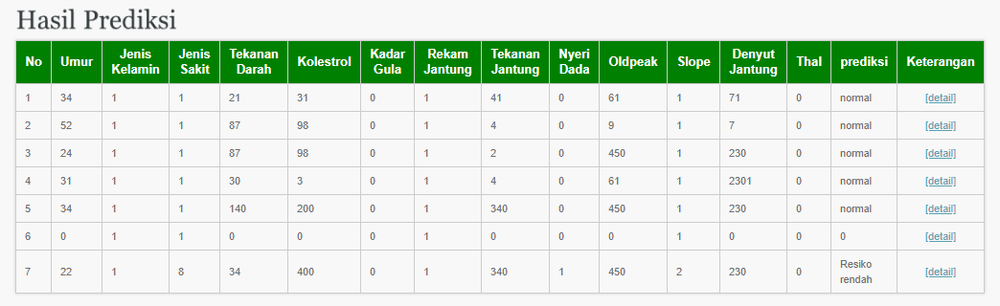 Hasil Prediksi
No Umur Jenis Kelamin Jenis Sakit Tekanan Darah Kolestrol Kadar Gula Rekam Jantung Tekanan Jantung Nyeri Dada Oldpeak Slope Denyut Jantung Thal prediksi Keterangan
1 34 1 1 21 31 0 1 41 0 61 1 71 0 normal [detail]
2 52 1 1 87 98 0 1 4 0 9 1 7 0 normal [detail]
3 24 1 1 87 98 0 1 2 0 450 1 230 0 normal [detail]
4 31 1 1 30 3 0 1 4 0 61 1 2301 0 normal [detail]
5 34 1 1 140 200 0 1 340 0 450 1 230 0 normal [detail]
6 0 1 1 0 0 0 1 0 0 0 1 0 0 0 [detail]
7 22 1 8 34 400 0 1 340 1 450 2 230 0 Resiko rendah [detail]